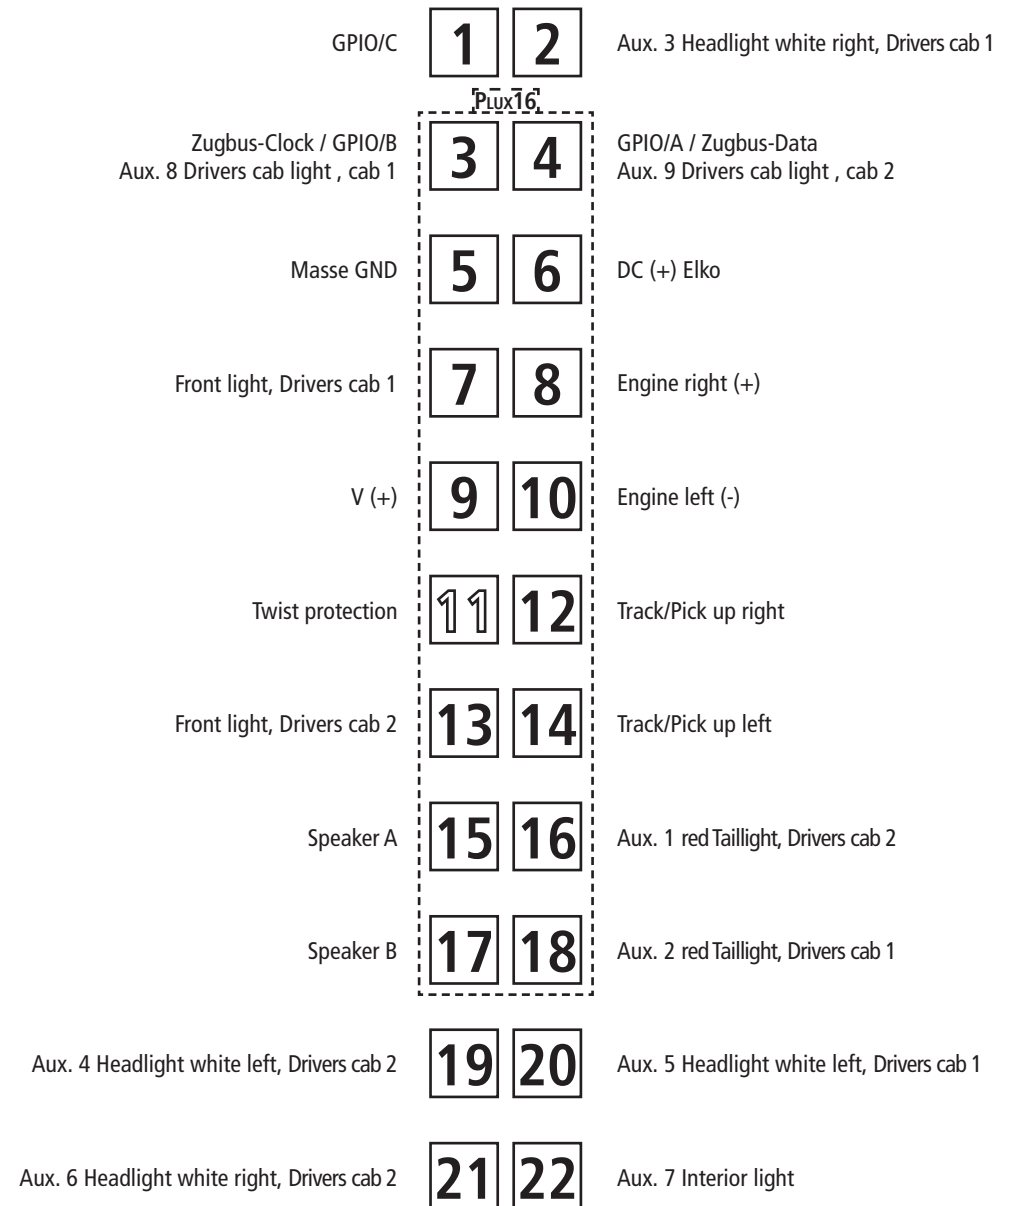 GPIO/C 1 2 Aux. 3 Headlight white right, Drivers cab 1
PLUX16
Zugbus-Clock / GPIO/B
Aux. 8 Drivers cab light , cab 1
3 4
GPIO/A / Zugbus-Data
Aux. 9 Drivers cab light , cab 2
Masse GND 5 6 DC (+) Elko
Front light, Drivers cab 1 7 8 Engine right (+)
V (+) 9 10 Engine left (-)
Twist protection 11 12 Track/Pick up right
Front light, Drivers cab 2 13 14 Track/Pick up left
Speaker A 15 16 Aux. 1 red Taillight, Drivers cab 2
Speaker B 17 18 Aux. 2 red Taillight, Drivers cab 1
Aux. 4 Headlight white left, Drivers cab 2 19 20 Aux. 5 Headlight white left, Drivers cab 1
Aux. 6 Headlight white right, Drivers cab 2 21 22 Aux. 7 Interior light